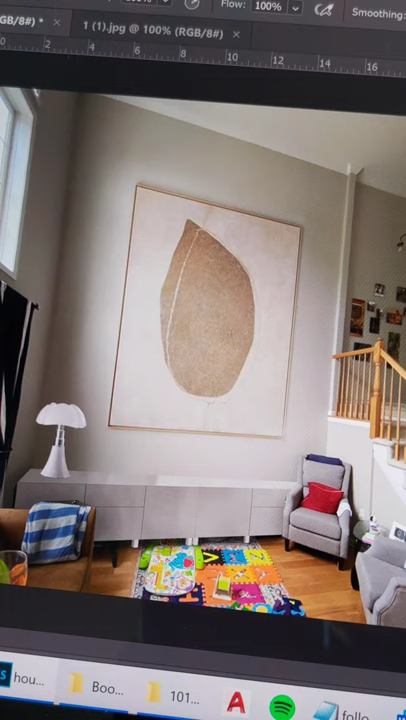 Flow: 100%
Smoothing:
GB/8#) *
1 (1).jpg @ 100% (RGB/8#)
0 2 4 6 8 10 12 14 16
hou...
Boo...
101...
follo